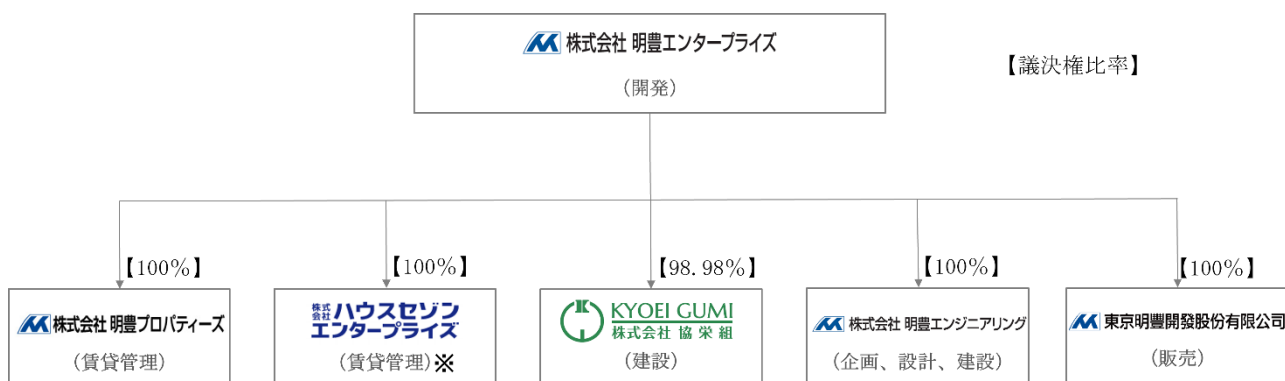 株式会社 明豊エンタープライズ
(開発)
【議決権比率】
【100%】
【100%】
【98.98%】
【100%】
【100%】
株式会社 明豊プロパティーズ
(賃貸管理)
株式会社 ハウスセゾン
エンタープライズ
(賃貸管理)※
KYOEI GUMI
株式会社 協栄組
(建設)
株式会社 明豊エンジニアリング
(企画、設計、建設)
東京明豐開發股份有限公司
(販売)